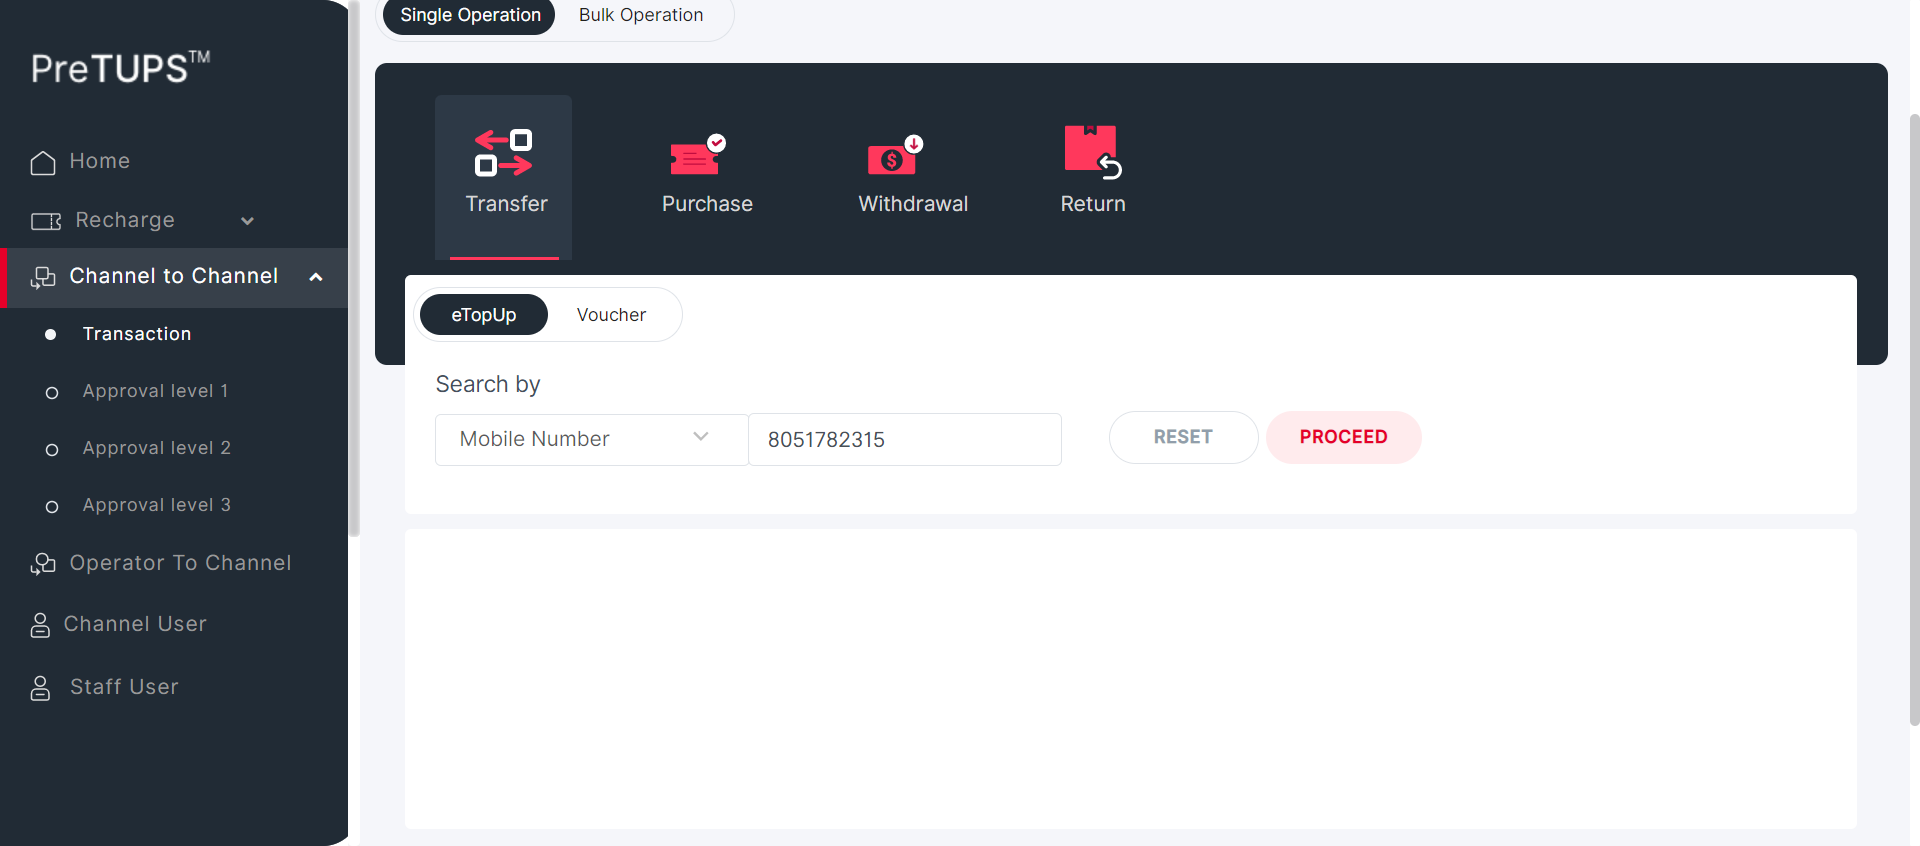 PreTUPS™
Home
Recharge
Channel to Channel
Transaction
Approval level 1
Approval level 2
Approval level 3
Operator To Channel
Channel User
Staff User
Single Operation
Bulk Operation
Transfer
Purchase
Withdrawal
Return
eTopUp
Voucher
Search by
Mobile Number
8051782315
RESET
PROCEED